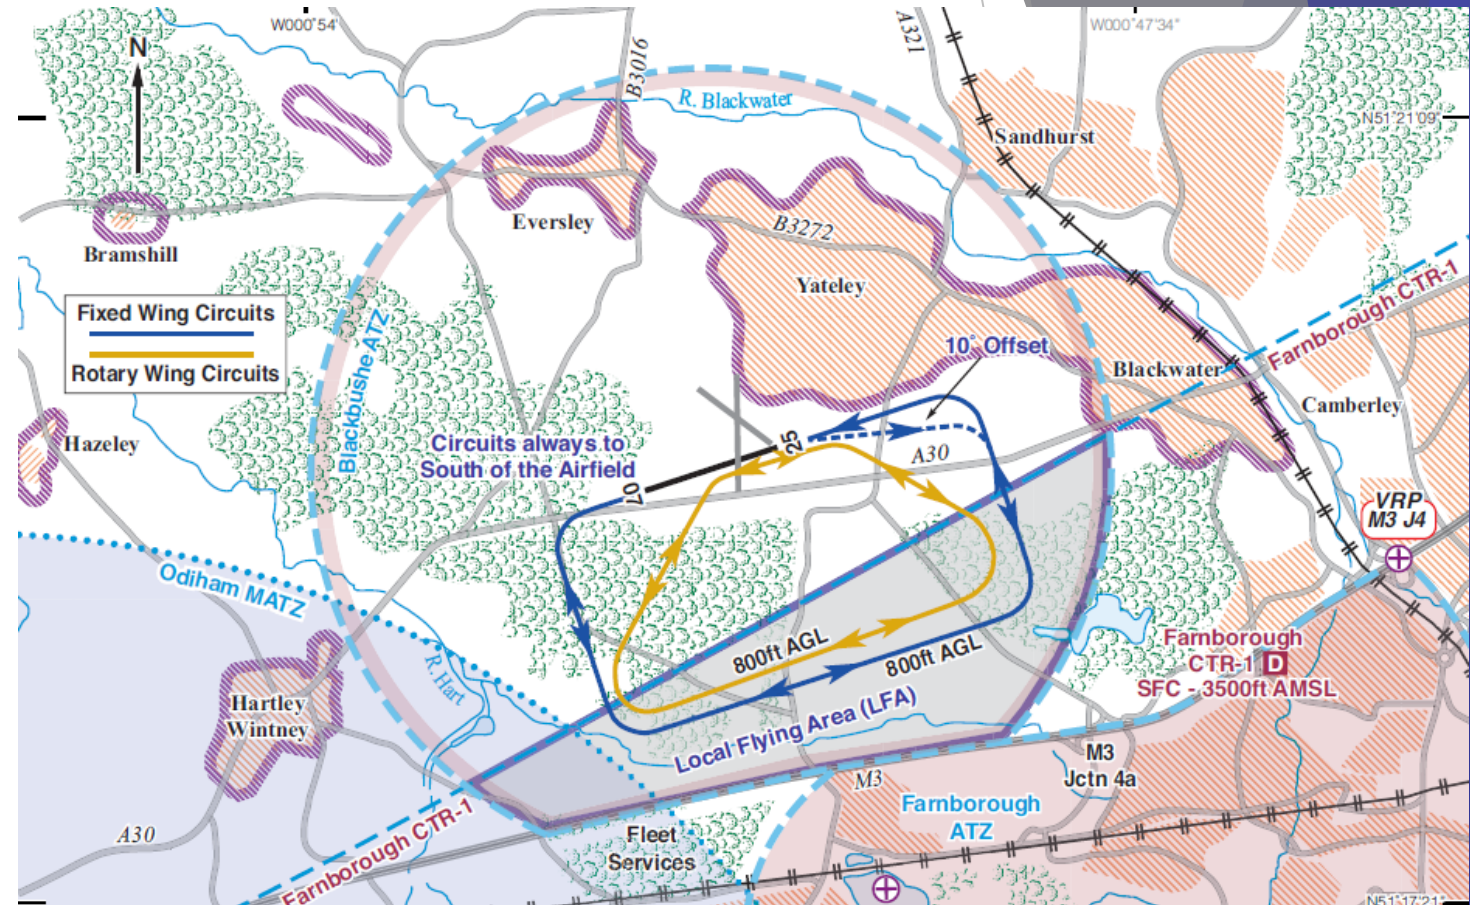 W000˚54'
A321
W000˚47'34"
N
B3016
R. Blackwater
N51˚21'09"
Sandhurst
Eversley
B3272
Bramshill
Yateley
Farnborough CTR-1
Fixed Wing Circuits
Rotary Wing Circuits
Blackbushe ATZ
10˚ Offset
Blackwater
Camberley
Hazeley
Circuits always to
South of the Airfield
25
07
A30
VRP
M3 J4
Odiham MATZ
800ft AGL
800ft AGL
Farnborough
CTR-1 D
SFC - 3500ft AMSL
R. Hart
Hartley
Wintney
Local Flying Area (LFA)
M3
Jctn 4a
M3
Farnborough
ATZ
A30
Farnborough CTR-1
Fleet
Services
N51˚17'21"